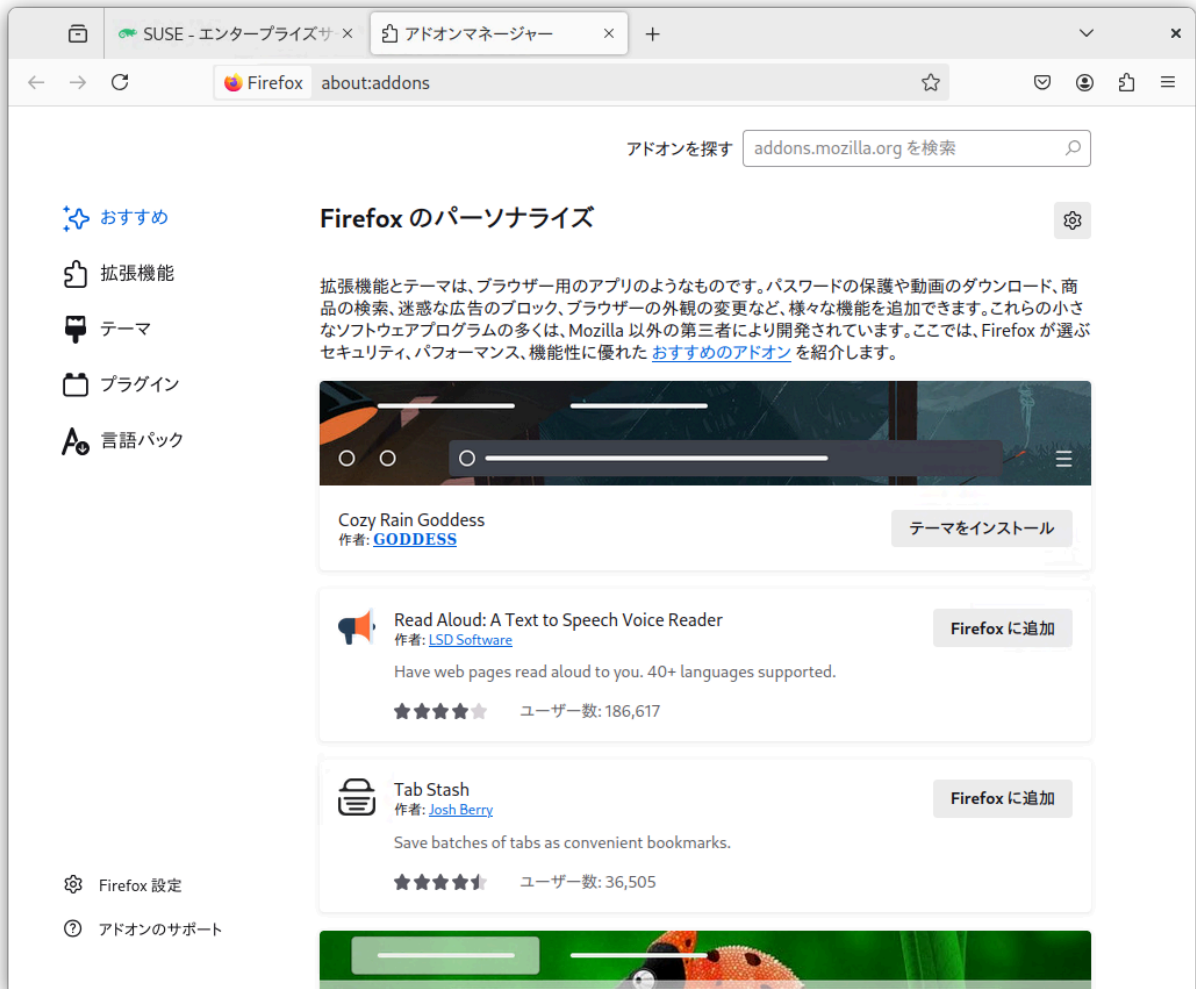 SUSE - エンタープライズサ
アドオンマネージャー
Firefox about:addons
アドオンを探す addons.mozilla.org を検索
おすすめ
拡張機能
テーマ
プラグイン
言語パック
Firefox のパーソナライズ
拡張機能とテーマは、ブラウザー用のアプリのようなものです。パスワードの保護や動画のダウンロード、商
品の検索、迷惑な広告のブロック、ブラウザーの外観の変更など、様々な機能を追加できます。これらの小さ
なソフトウェアプログラムの多くは、Mozilla 以外の第三者により開発されています。ここでは、Firefox が選ぶ
セキュリティ、パフォーマンス、機能性に優れた おすすめのアドオン を紹介します。
Cozy Rain Goddess
作者: GODDESS
テーマをインストール
Read Aloud: A Text to Speech Voice Reader
作者: LSD Software
Firefox に追加
Have web pages read aloud to you. 40+ languages supported.
ユーザー数: 186,617
Tab Stash
作者: Josh Berry
Firefox に追加
Save batches of tabs as convenient bookmarks.
ユーザー数: 36,505
Firefox 設定
アドオンのサポート